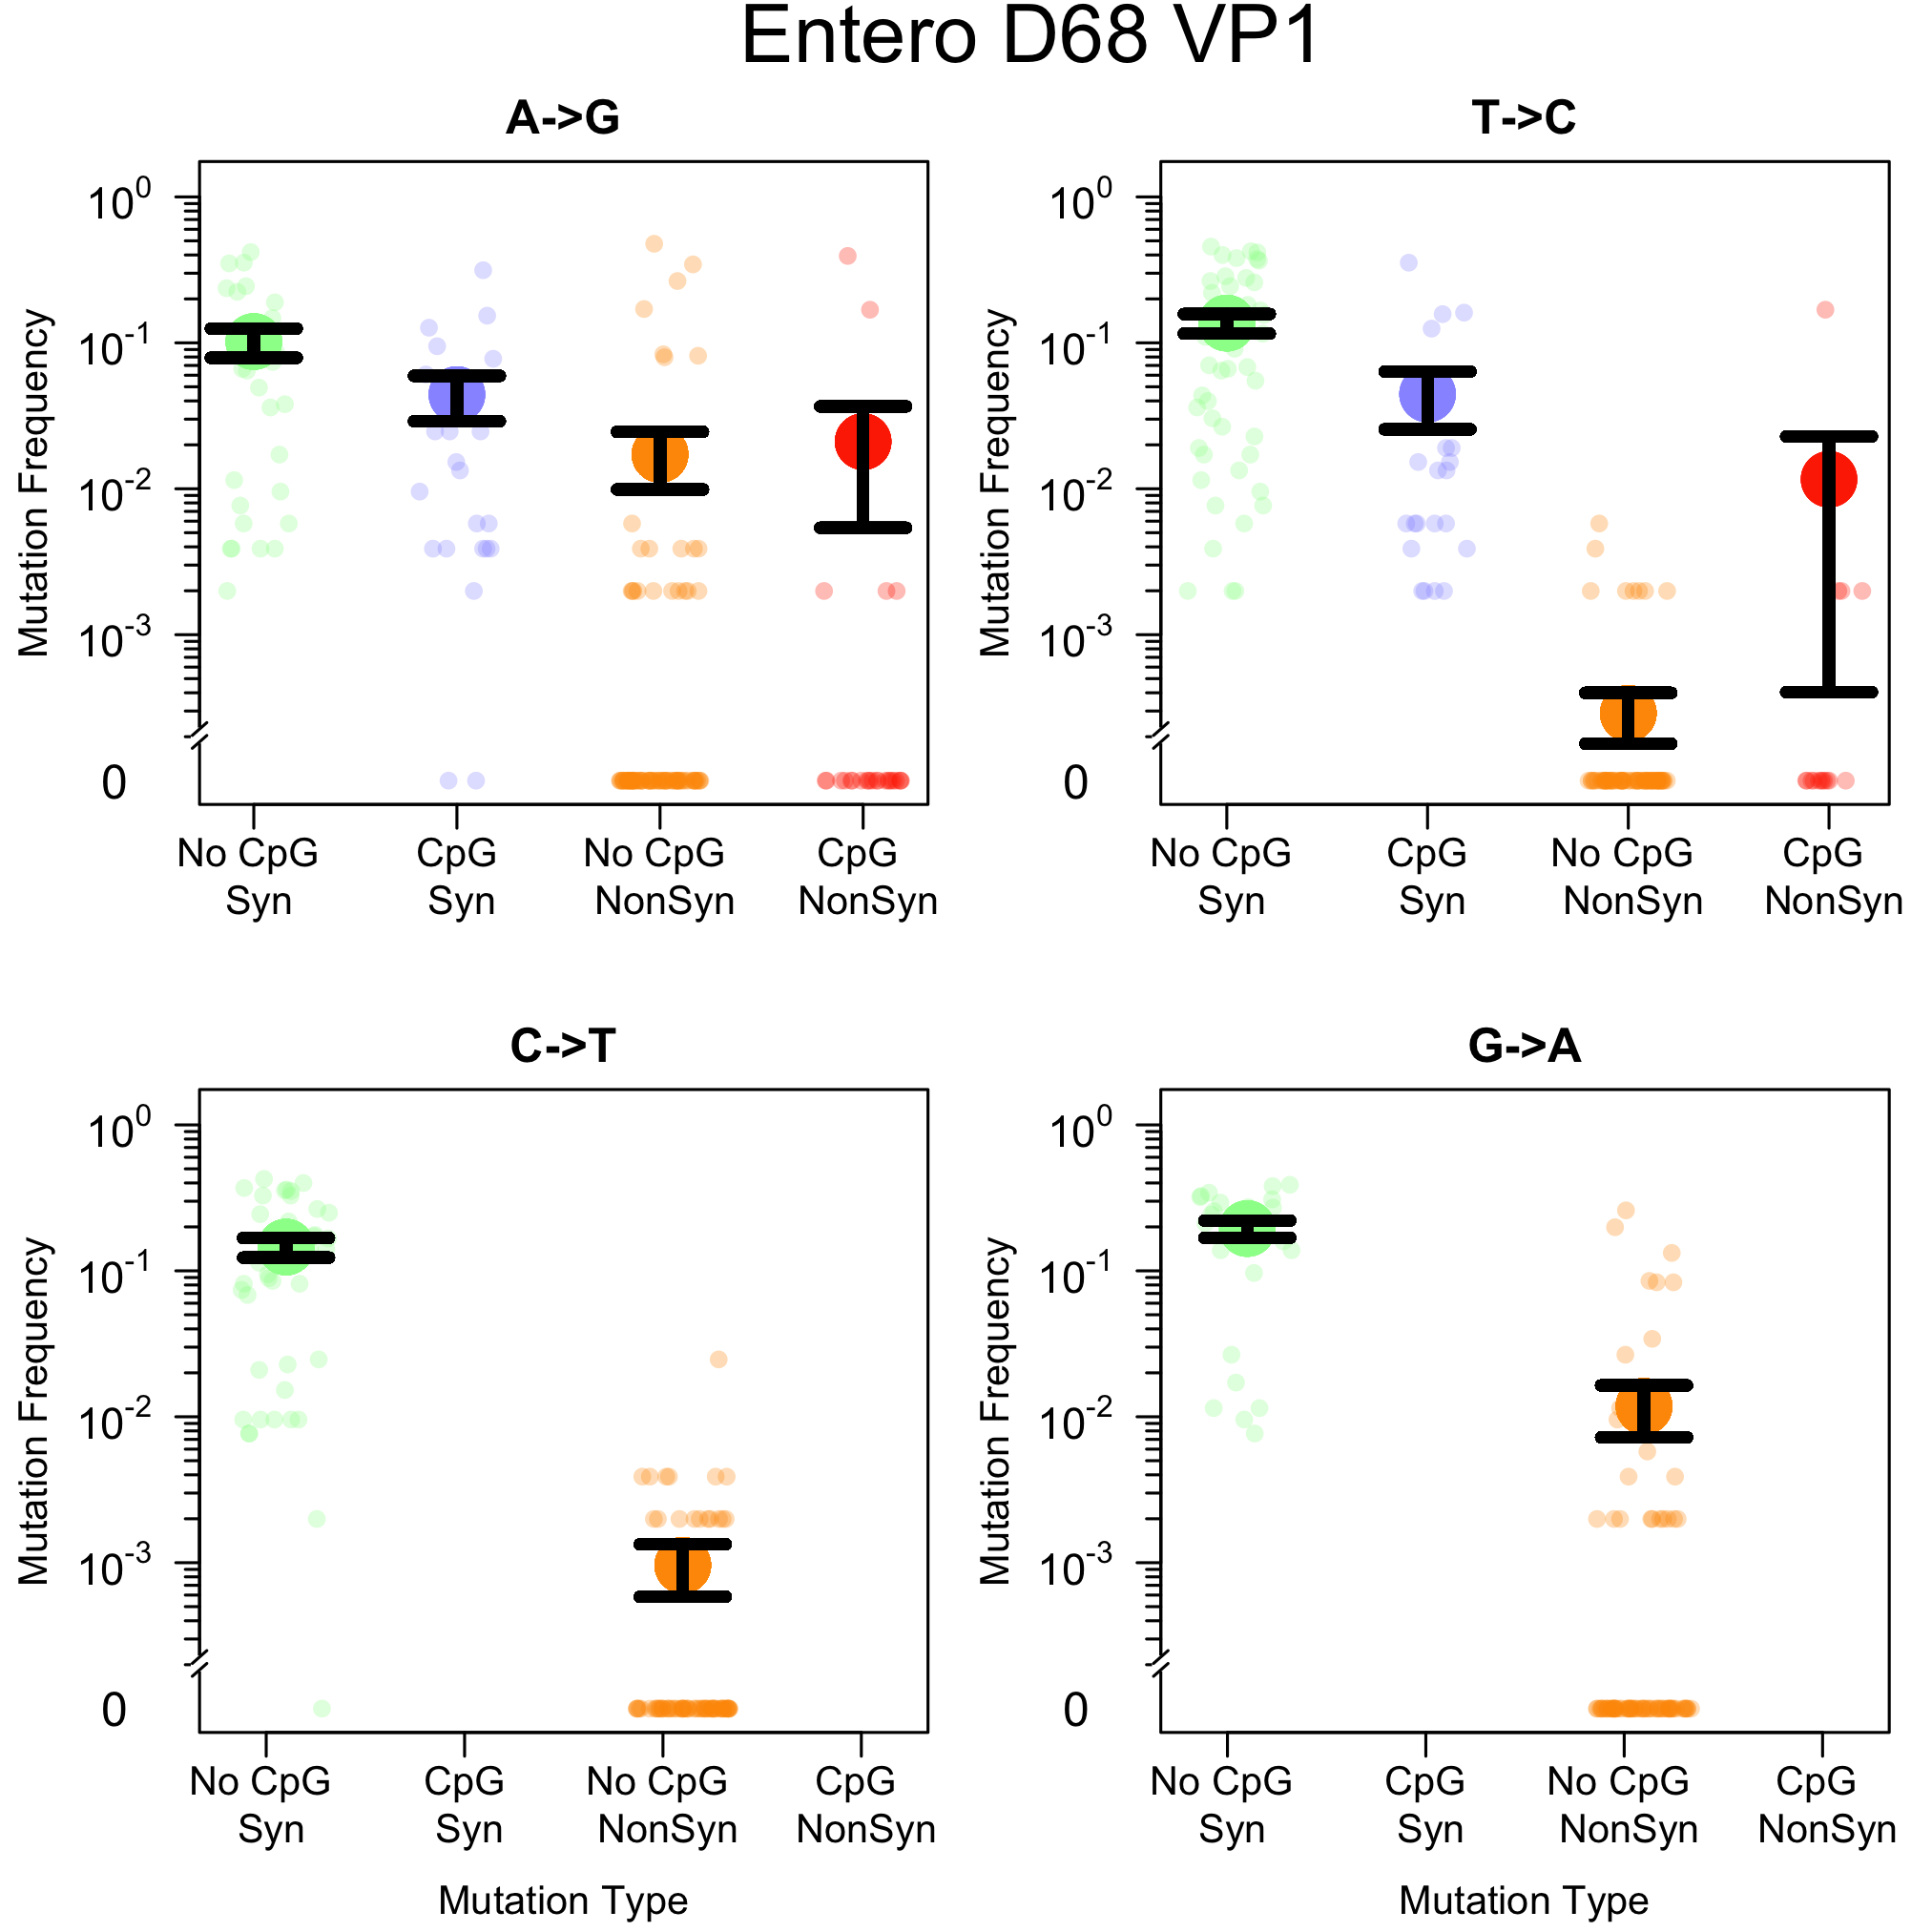 Entero D68 VP1
A->G
Mutation Frequency
10^0
10^-1
10^-2
10^-3
0
No CpG CpG No CpG CpG
Syn Syn NonSyn NonSyn
T->C
Mutation Frequency
10^0
10^-1
10^-2
10^-3
0
No CpG CpG No CpG CpG
Syn Syn NonSyn NonSyn
C->T
Mutation Frequency
10^0
10^-1
10^-2
10^-3
0
No CpG CpG No CpG CpG
Syn Syn NonSyn NonSyn
Mutation Type
G->A
Mutation Frequency
10^0
10^-1
10^-2
10^-3
0
No CpG CpG No CpG CpG
Syn Syn NonSyn NonSyn
Mutation Type